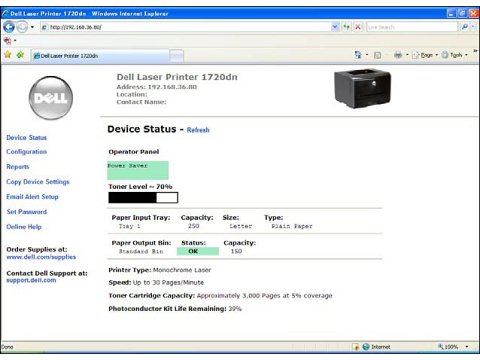 Dell Laser Printer 1720dn - Windows Internet Explorer
http://192.168.36.80/
Live Search
Dell Laser Printer 1720dn
Page
Tools
DELL
Dell Laser Printer 1720dn
Address: 192.168.36.80
Location:
Contact Name:
Device Status
Configuration
Reports
Copy Device Settings
Email Alert Setup
Set Password
Online Help
Order Supplies at:
www.dell.com/supplies
Contact Dell Support at:
support.dell.com
Device Status - Refresh
Operator Panel
Power Saver
Toner Level ~ 70%
Paper Input Tray: Capacity: Size: Type:
Tray 1 250 Letter Plain Paper
Paper Output Bin: Status: Capacity:
Standard Bin OK 150
Printer Type: Monochrome Laser
Speed: Up to 30 Pages/Minute
Toner Cartridge Capacity: Approximately 3,000 Pages at 5% coverage
Photoconductor Kit Life Remaining: 39%
Done
Internet
100%